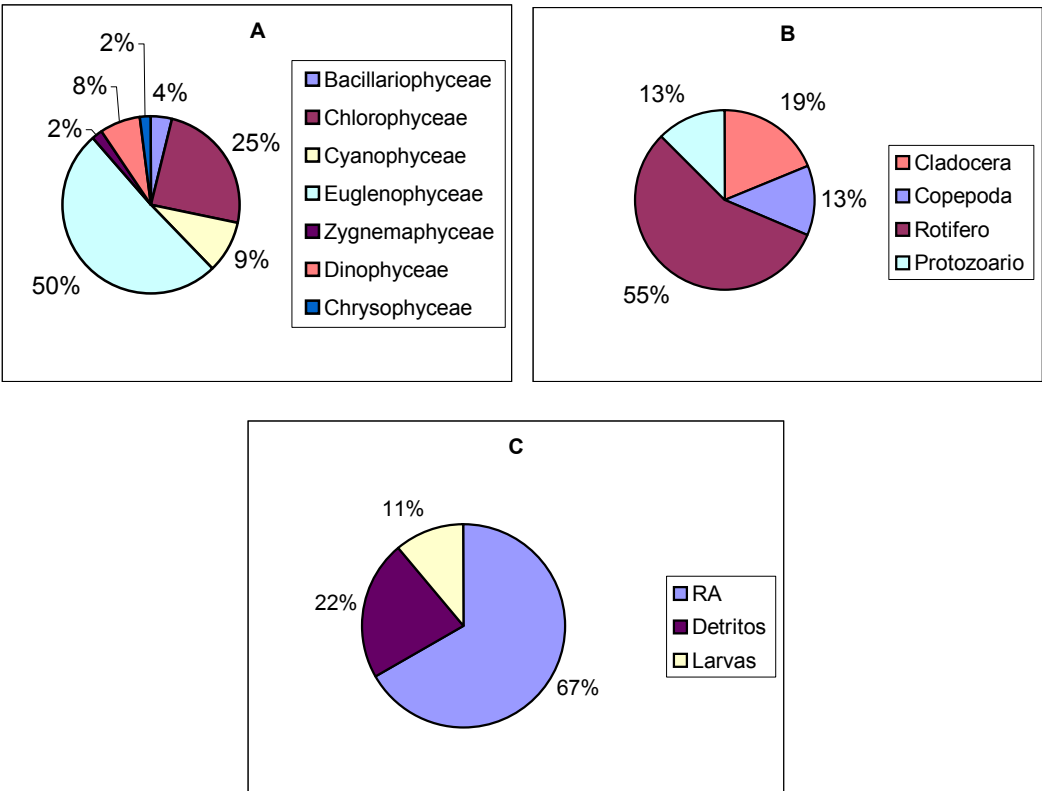 A
2%
8%
4%
2%
25%
9%
50%
Bacillariophyceae
Chlorophyceae
Cyanophyceae
Euglenophyceae
Zygnemaphyceae
Dinophyceae
Chrysophyceae
B
13%
19%
13%
55%
Cladocera
Copepoda
Rotifero
Protozoario
C
11%
22%
67%
RA
Detritos
Larvas